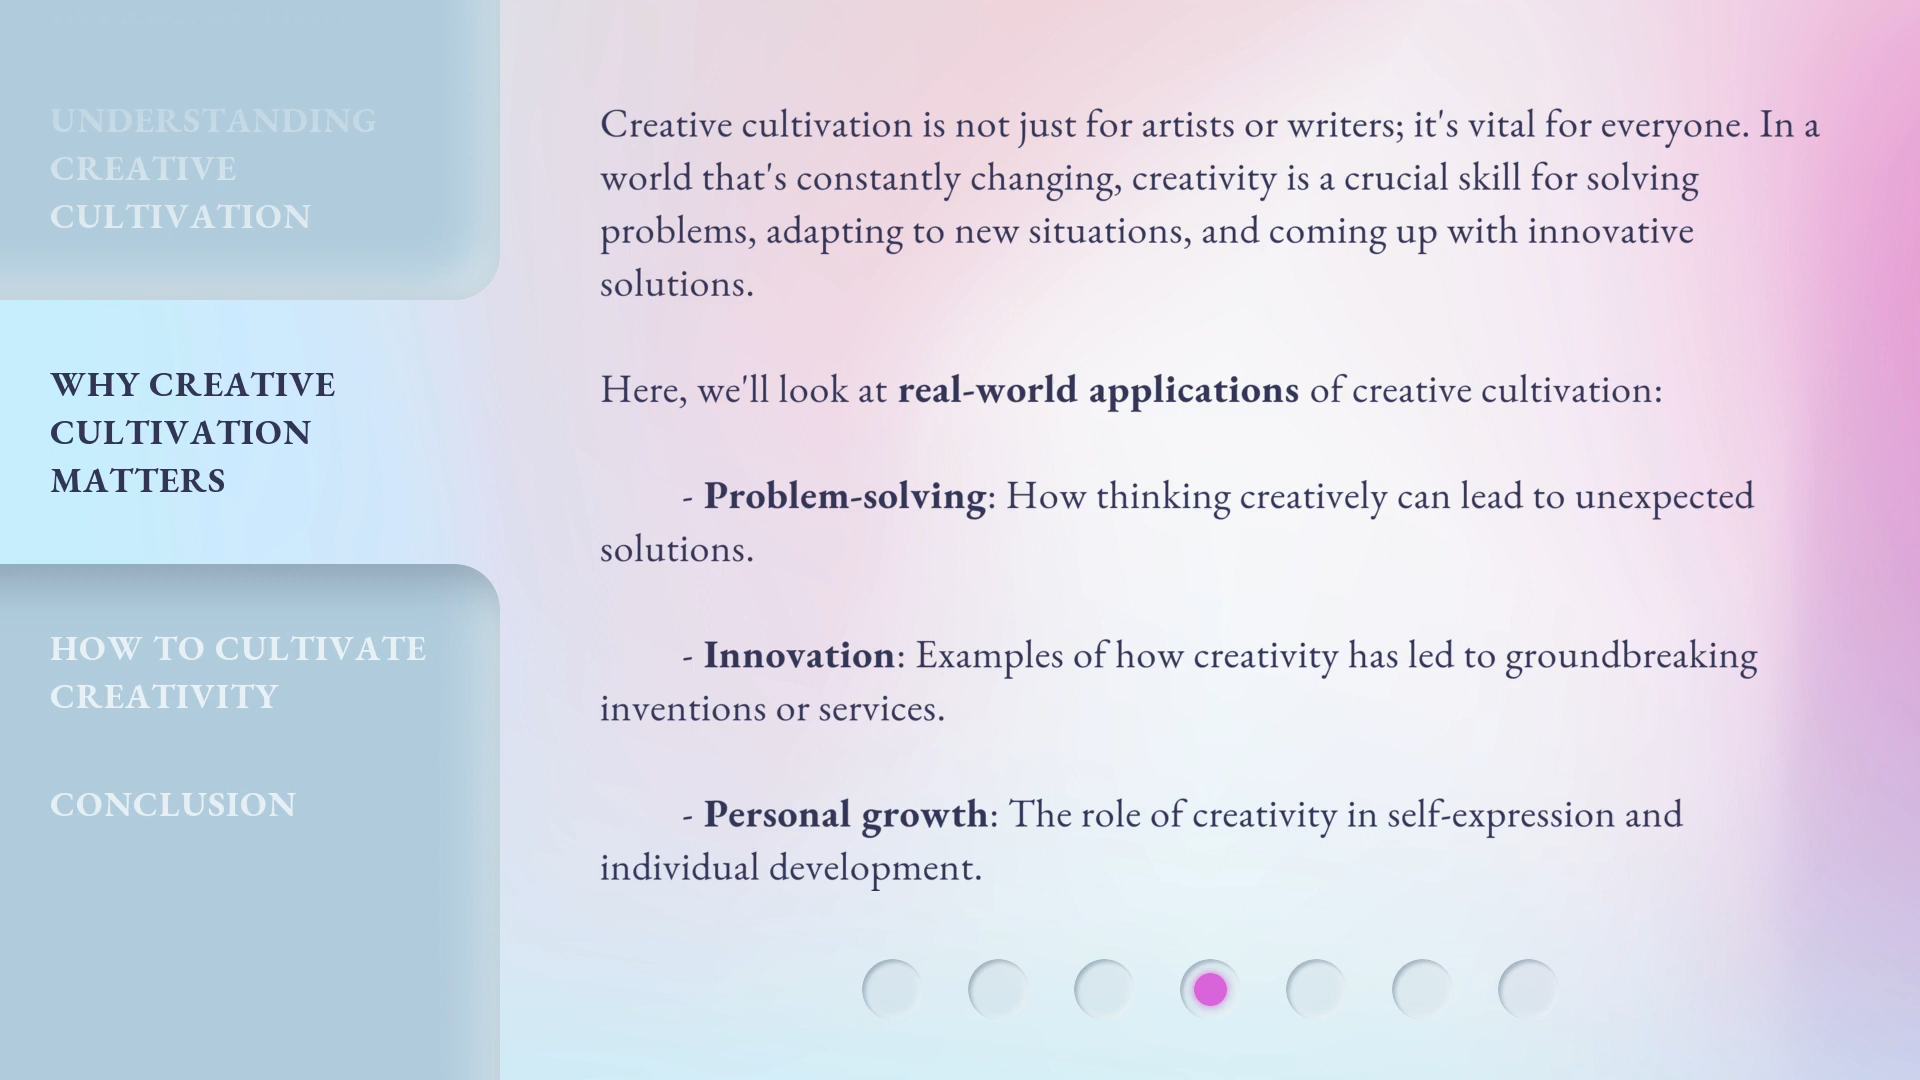 UNDERSTANDING
CREATIVE
CULTIVATION
WHY CREATIVE
CULTIVATION
MATTERS
HOW TO CULTIVATE
CREATIVITY
CONCLUSION
Creative cultivation is not just for artists or writers; it's vital for everyone. In a
world that's constantly changing, creativity is a crucial skill for solving
problems, adapting to new situations, and coming up with innovative
solutions.
Here, we'll look at real-world applications of creative cultivation:
- Problem-solving: How thinking creatively can lead to unexpected
solutions.
- Innovation: Examples of how creativity has led to groundbreaking
inventions or services.
- Personal growth: The role of creativity in self-expression and
individual development.